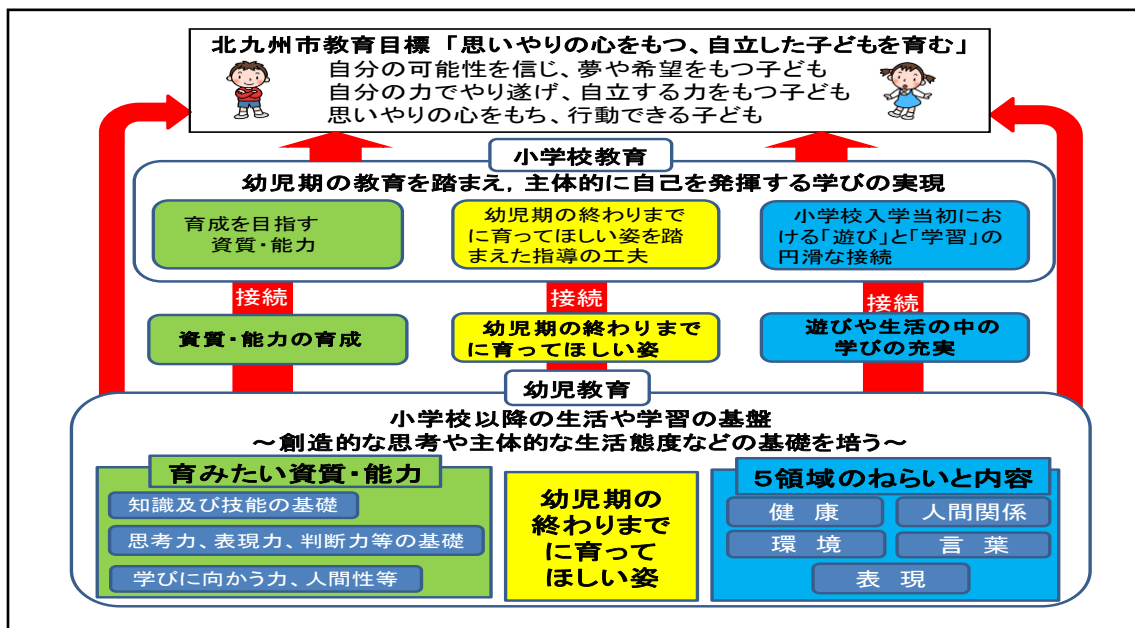 北九州市教育目標 「思いやりの心をもつ、自立した子どもを育む」
自分の可能性を信じ、夢や希望をもつ子ども
自分の力でやり遂げ、自立する力をもつ子ども
思いやりの心をもち、行動できる子ども
小学校教育
幼児期の教育を踏まえ，主体的に自己を発揮する学びの実現
育成を目指す
資質・能力
幼児期の終わりまで
に育ってほしい姿を踏
まえた指導の工夫
小学校入学当初にお
ける「遊び」と「学習」の
円滑な接続
接続
接続
接続
資質・能力の育成
幼児期の終わりまで
に育ってほしい姿
遊びや生活の中の
学びの充実
幼児教育
小学校以降の生活や学習の基盤
～創造的な思考や主体的な生活態度などの基礎を培う～
育みたい資質・能力
知識及び技能の基礎
思考力、表現力、判断力等の基礎
学びに向かう力、人間性等
幼児期の
終わりまで
に育って
ほしい姿
５領域のねらいと内容
健 康
人間関係
環 境
言 葉
表 現